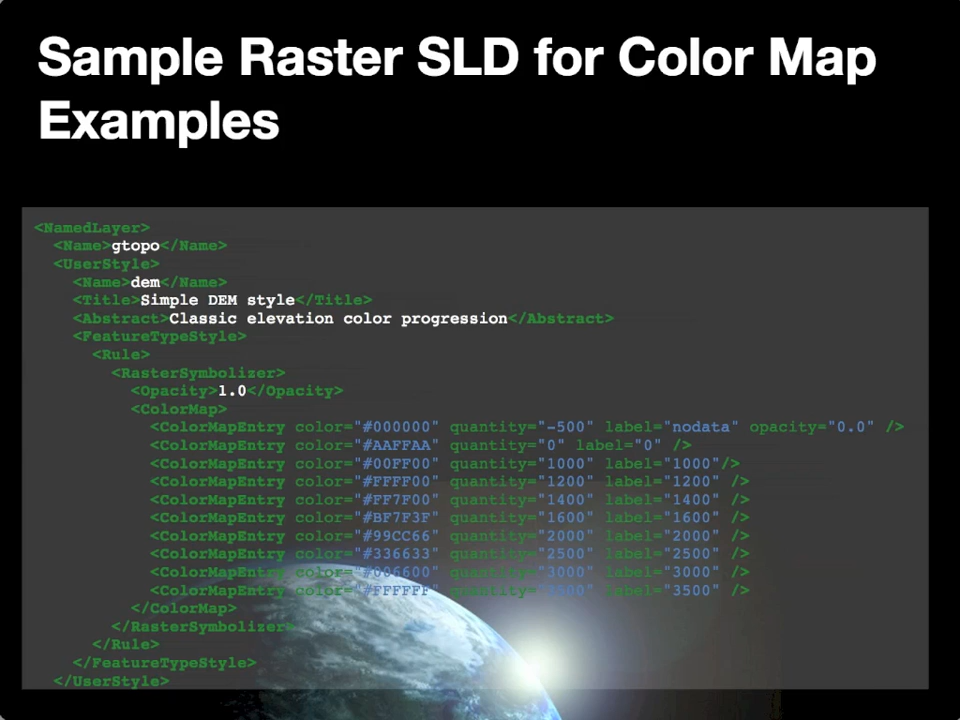 Sample Raster SLD for Color Map
Examples
<NamedLayer>
<Name>gtopo</Name>
<UserStyle>
<Name>dem</Name>
<Title>Simple DEM style</Title>
<Abstract>Classic elevation color progression</Abstract>
<FeatureTypeStyle>
<Rule>
<RasterSymbolizer>
<Opacity>1.0</Opacity>
<ColorMap>
<ColorMapEntry color="#000000" quantity="-500" label="nodata" opacity="0.0" />
<ColorMapEntry color="#AAFFAA" quantity="0" label="0" />
<ColorMapEntry color="#00FF00" quantity="1000" label="1000"/>
<ColorMapEntry color="#FFFF00" quantity="1200" label="1200" />
<ColorMapEntry color="#FF7F00" quantity="1400" label="1400" />
<ColorMapEntry color="#BF7F3F" quantity="1600" label="1600" />
<ColorMapEntry color="#99CC66" quantity="2000" label="2000" />
<ColorMapEntry color="#336633" quantity="2500" label="2500" />
<ColorMapEntry color="#006600" quantity="3000" label="3000" />
<ColorMapEntry color="#FFFFFF" quantity="3500" label="3500" />
</ColorMap>
</RasterSymbolizer>
</Rule>
</FeatureTypeStyle>
</UserStyle>